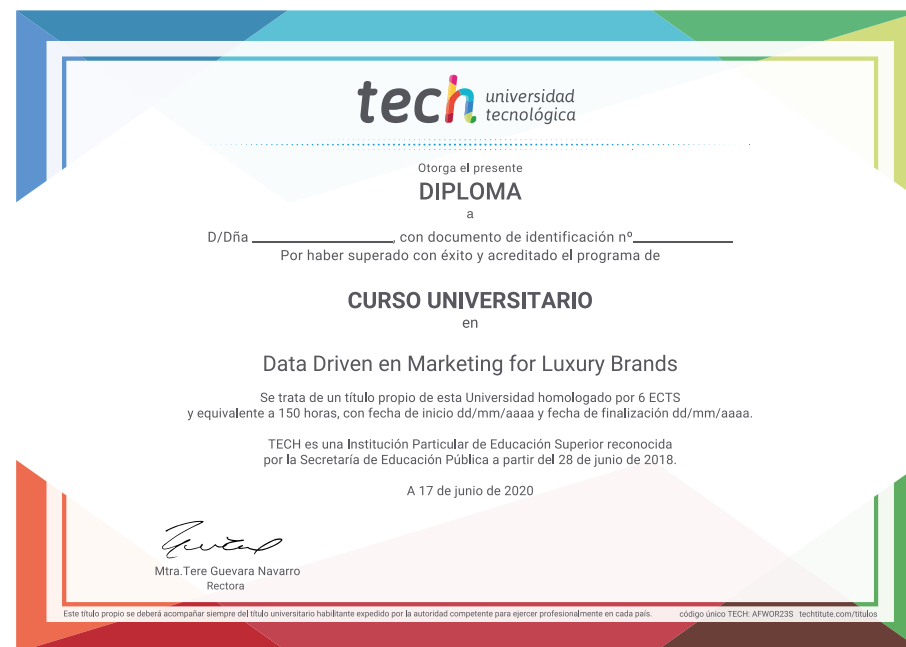 tech universidad
tecnológica
Otorga el presente
DIPLOMA
a
D/Dña ____________________, con documento de identificación nº______________
Por haber superado con éxito y acreditado el programa de
CURSO UNIVERSITARIO
en
Data Driven en Marketing for Luxury Brands
Se trata de un título propio de esta Universidad homologado por 6 ECTS
y equivalente a 150 horas, con fecha de inicio dd/mm/aaaa y fecha de finalización dd/mm/aaaa.
TECH es una Institución Particular de Educación Superior reconocida
por la Secretaría de Educación Pública a partir del 28 de junio de 2018.
A 17 de junio de 2020
Mtra.Tere Guevara Navarro
Rectora
Este título propio se deberá acompañar siempre del título universitario habilitante expedido por la autoridad competente para ejercer profesionalmente en cada país. código único TECH: AFWOR23S techtitute.com/titulos